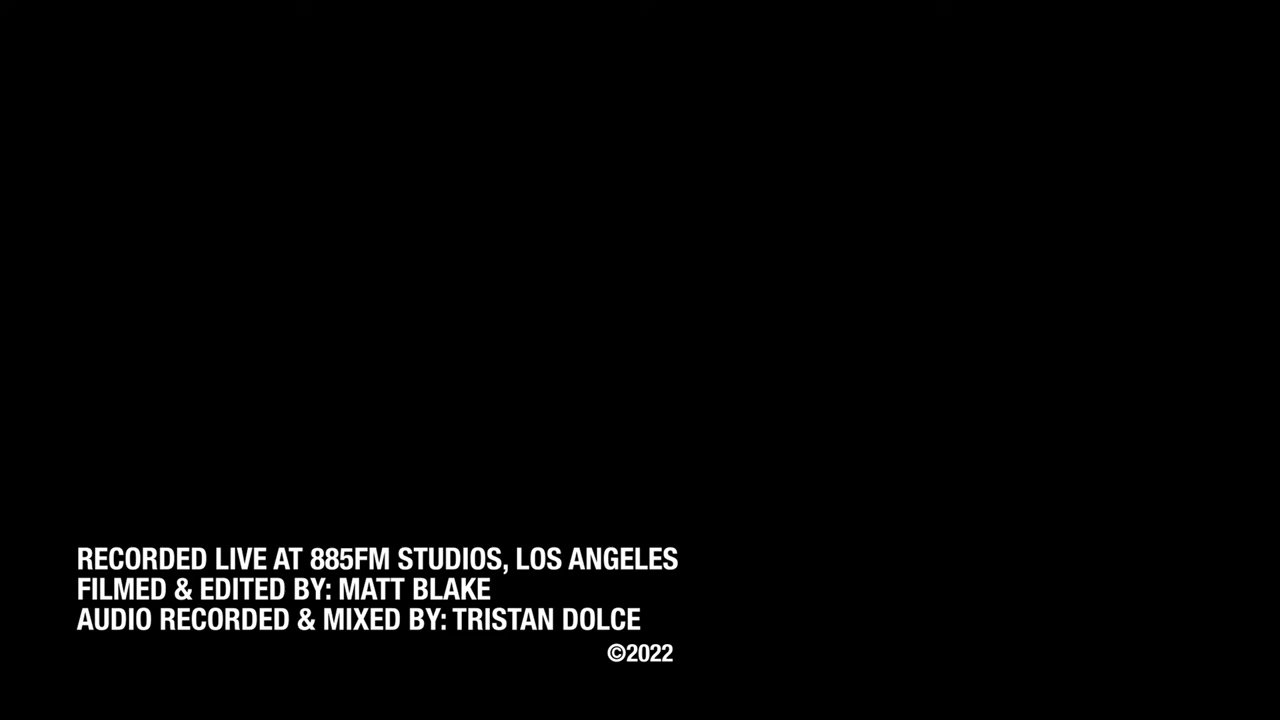 RECORDED LIVE AT 885FM STUDIOS, LOS ANGELES
FILMED & EDITED BY: MATT BLAKE
AUDIO RECORDED & MIXED BY: TRISTAN DOLCE
©2022